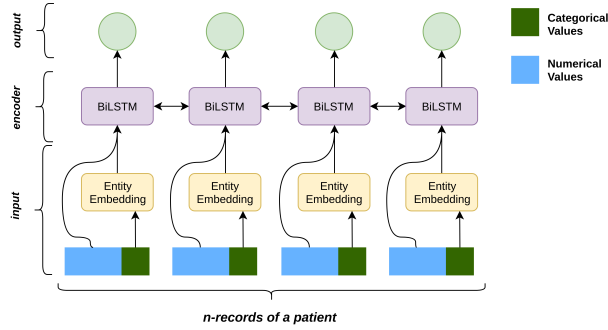 output
Categorical
Values
Numerical
Values
encoder
BiLSTM BiLSTM BiLSTM BiLSTM
input
Entity Entity Entity Entity
Embedding Embedding Embedding Embedding
n-records of a patient